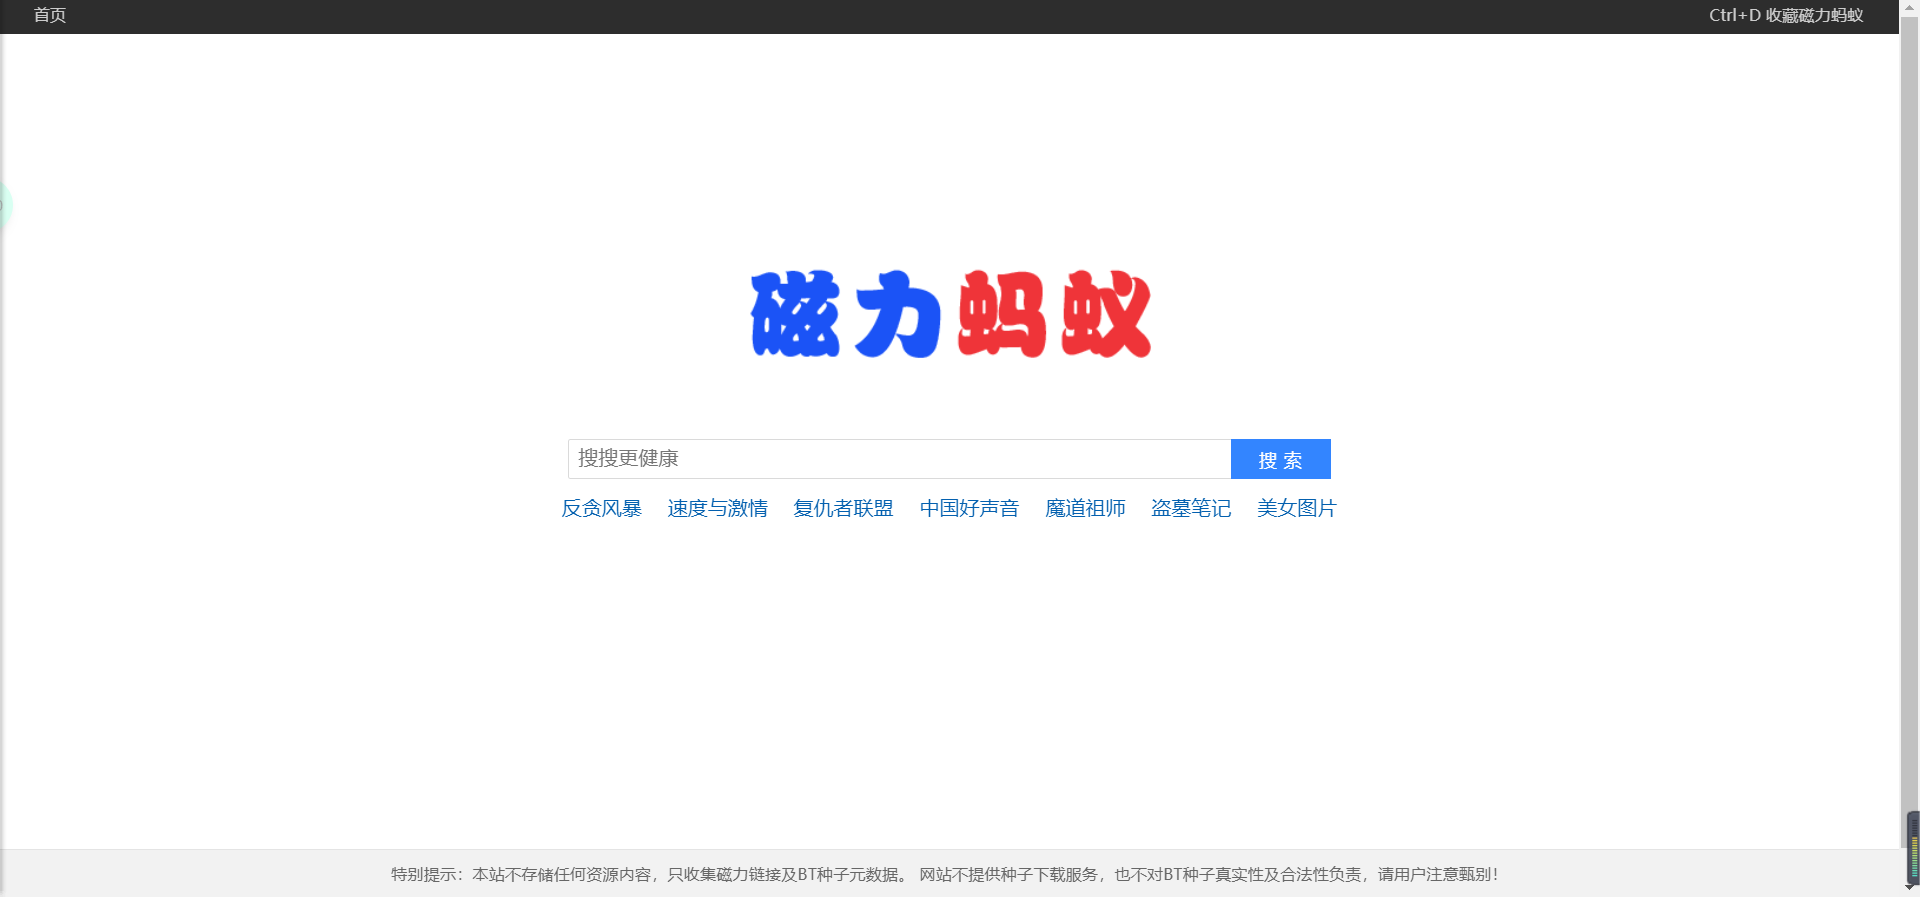 首页
Ctrl+D 收藏磁力蚂蚁
磁力蚂蚁
搜搜更健康
搜 索
反贪风暴 速度与激情 复仇者联盟 中国好声音 魔道祖师 盗墓笔记 美女图片
特别提示：本站不存储任何资源内容，只收集磁力链接及BT种子元数据。 网站不提供种子下载服务，也不对BT种子真实性及合法性负责，请用户注意甄别！